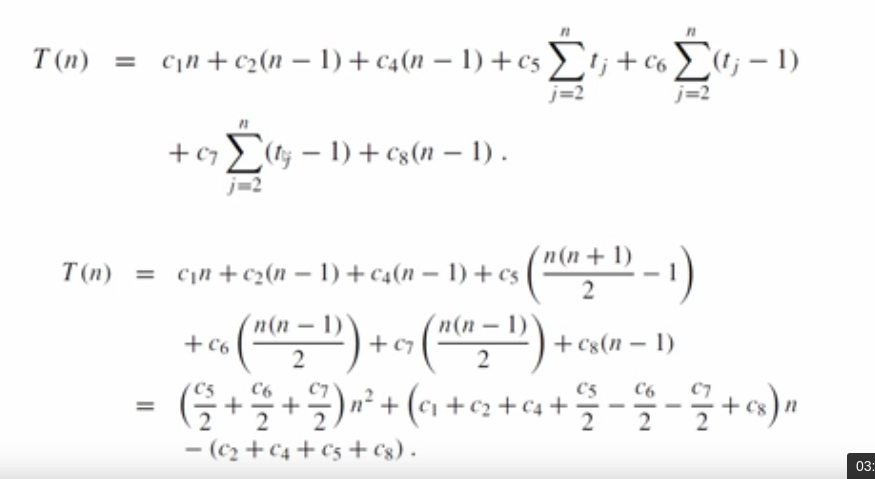 T(n) = c₁n + c₂(n − 1) + c₄(n − 1) + c₅ ∑_{j=2}^{n} t_j + c₆ ∑_{j=2}^{n} (t_j − 1)
+ c₇ ∑_{j=2}^{n} (t_j − 1) + c₈(n − 1) .
T(n) = c₁n + c₂(n − 1) + c₄(n − 1) + c₅ (n(n + 1)/2 − 1)
+ c₆ (n(n − 1)/2) + c₇ (n(n − 1)/2) + c₈(n − 1)
= (c₅/2 + c₆/2 + c₇/2) n² + (c₁ + c₂ + c₄ + c₅/2 − c₆/2 − c₇/2 + c₈) n
− (c₂ + c₄ + c₅ + c₈) .
03: